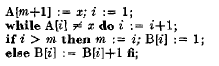 A[m+1] := x; i := 1;
while A[i] ≠ x do i := i+1;
if i > m then m := i; B[i] := 1;
else B[i] := B[i]+1 fi;